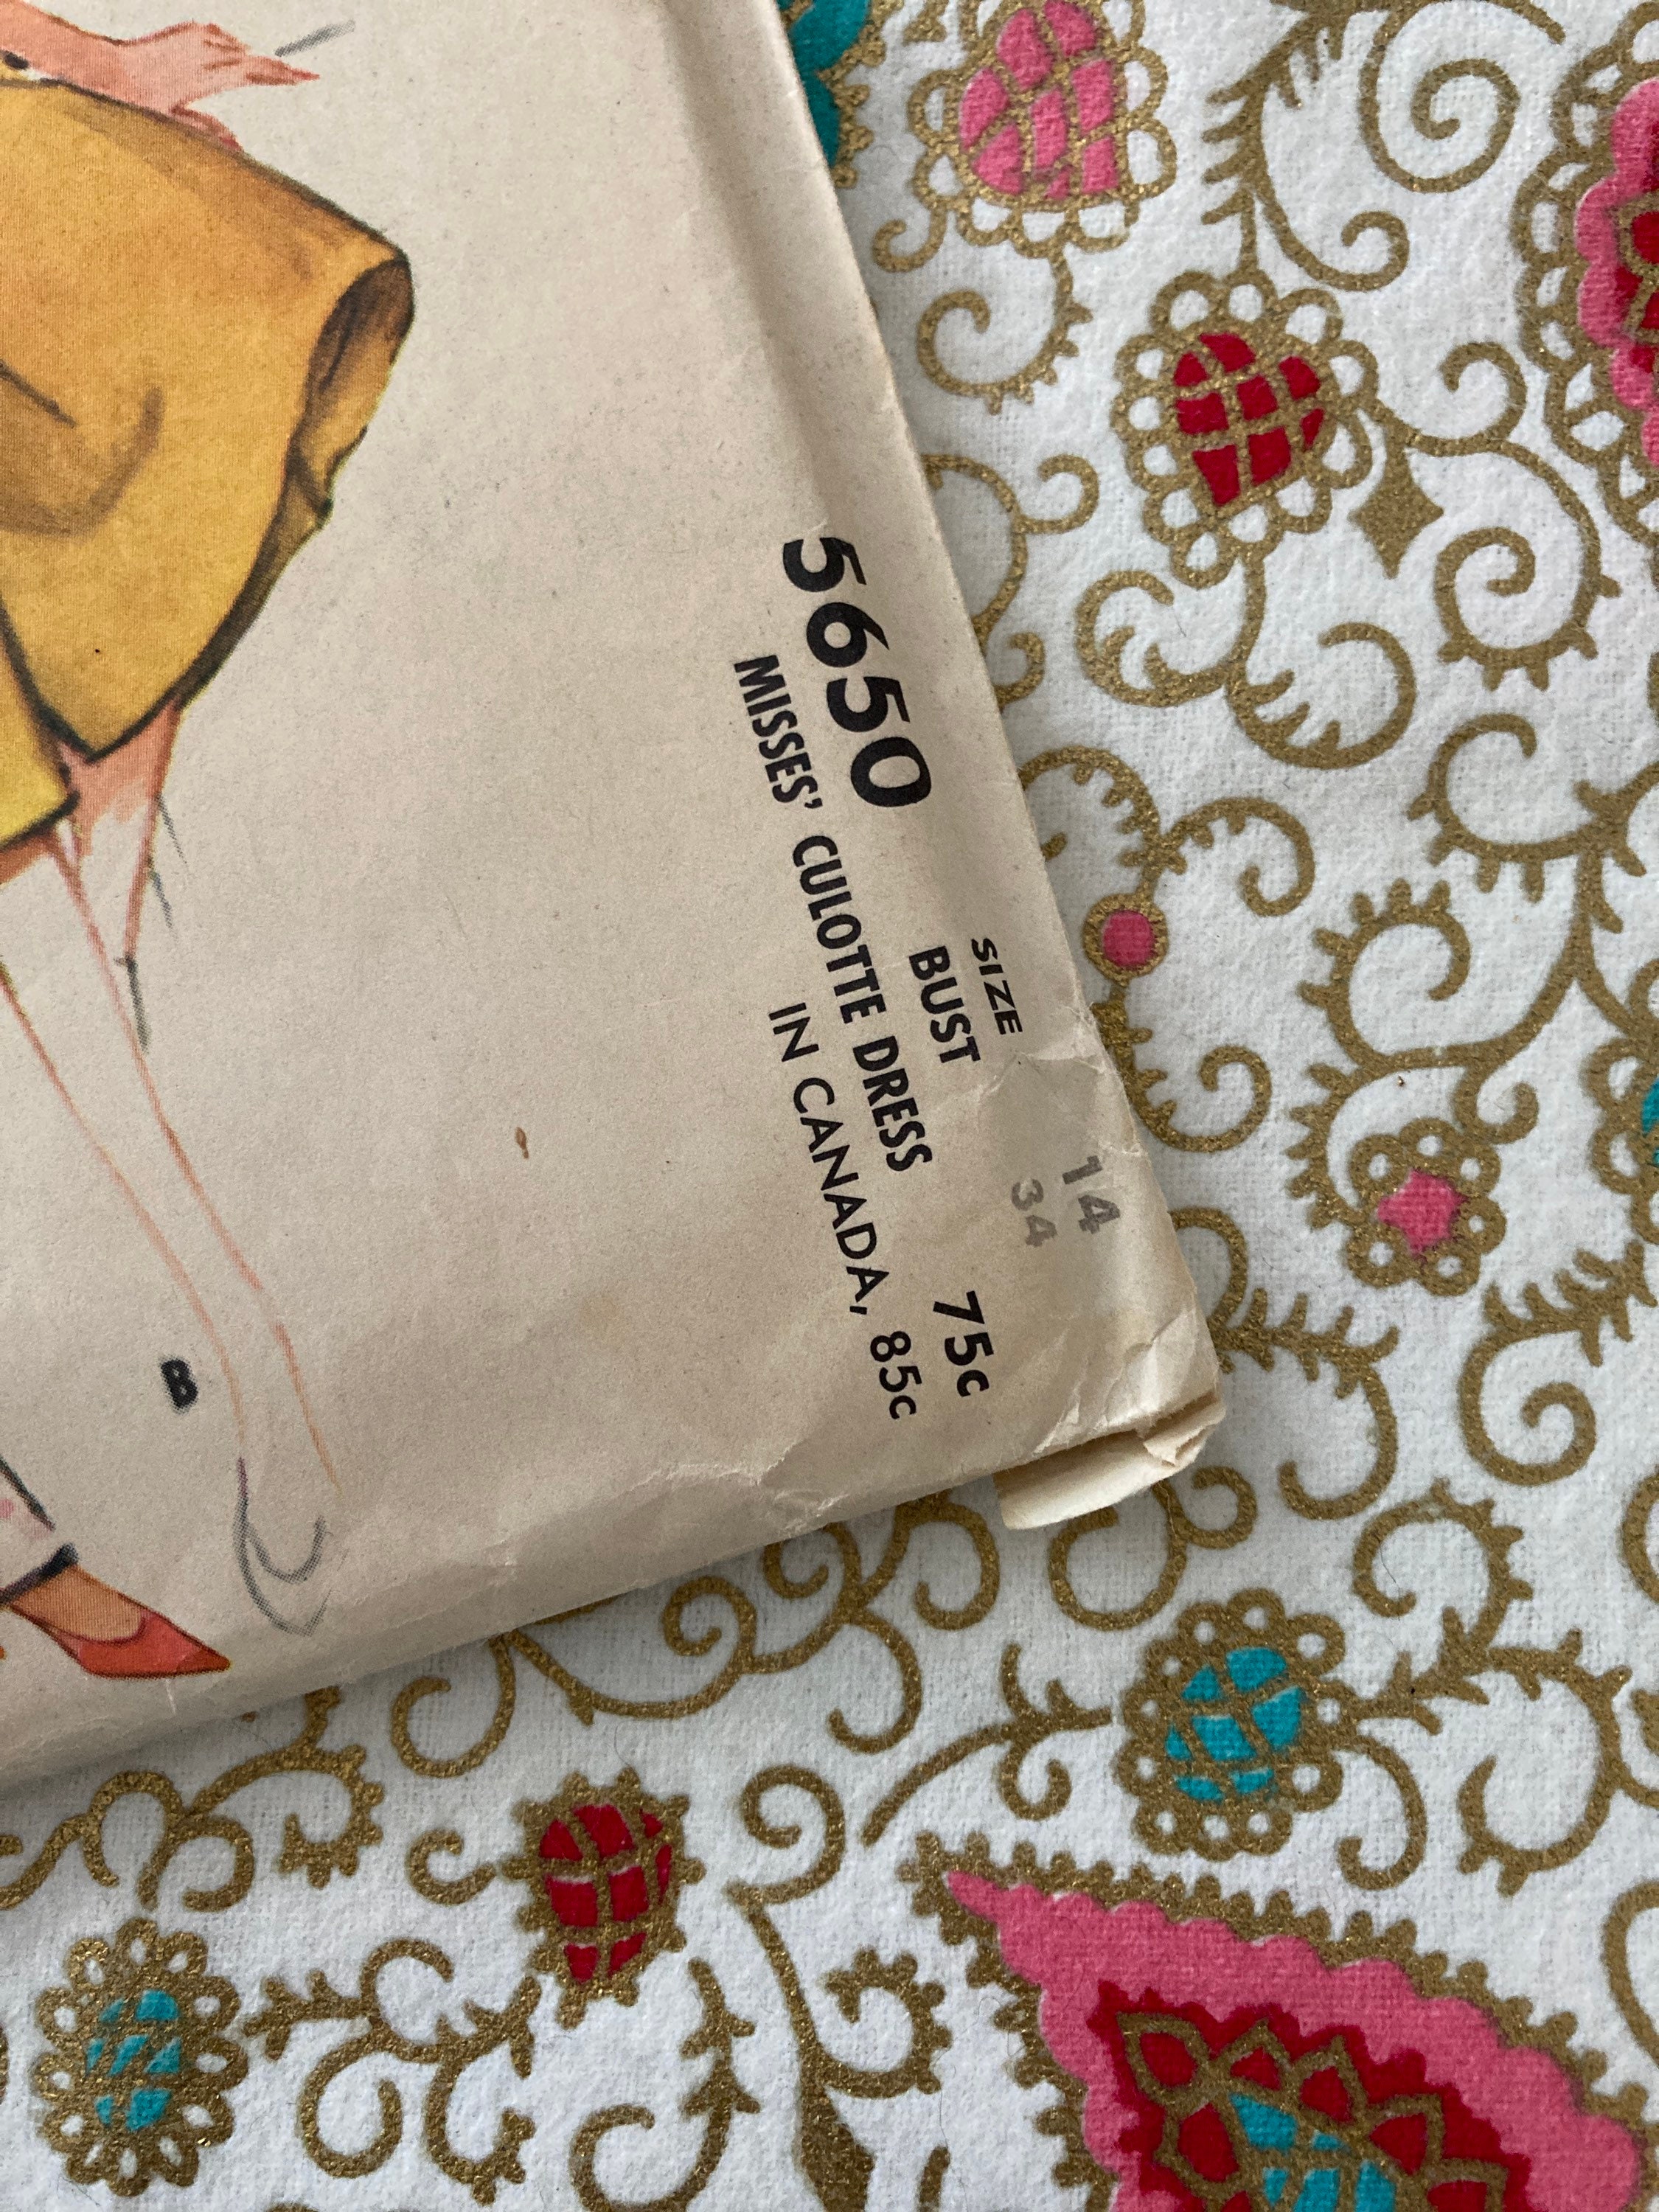 5650
SIZE 14
BUST 34
MISSES' CULOTTE DRESS 75c
IN CANADA, 85c
B